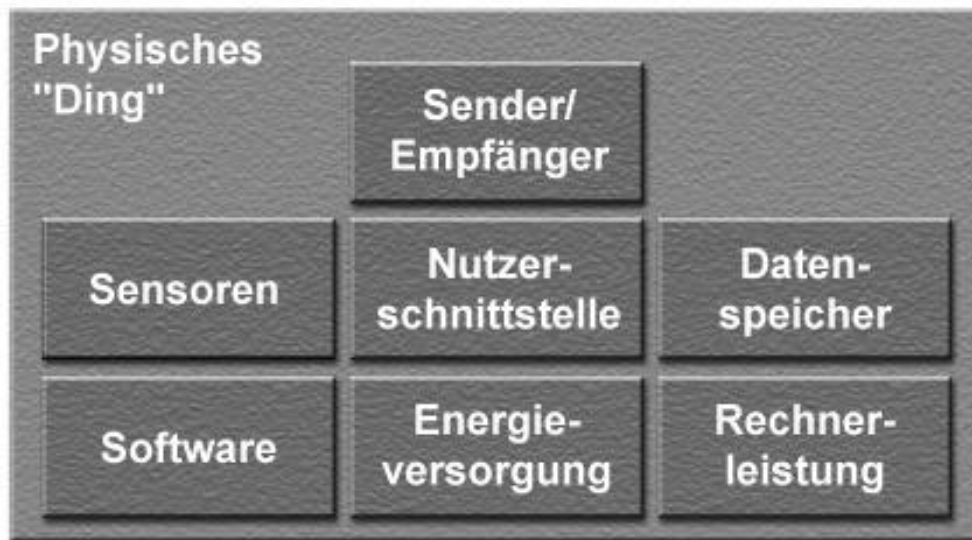 Physisches
"Ding"
Sender/
Empfänger
Sensoren
Nutzer-
schnittstelle
Daten-
speicher
Software
Energie-
versorgung
Rechner-
leistung